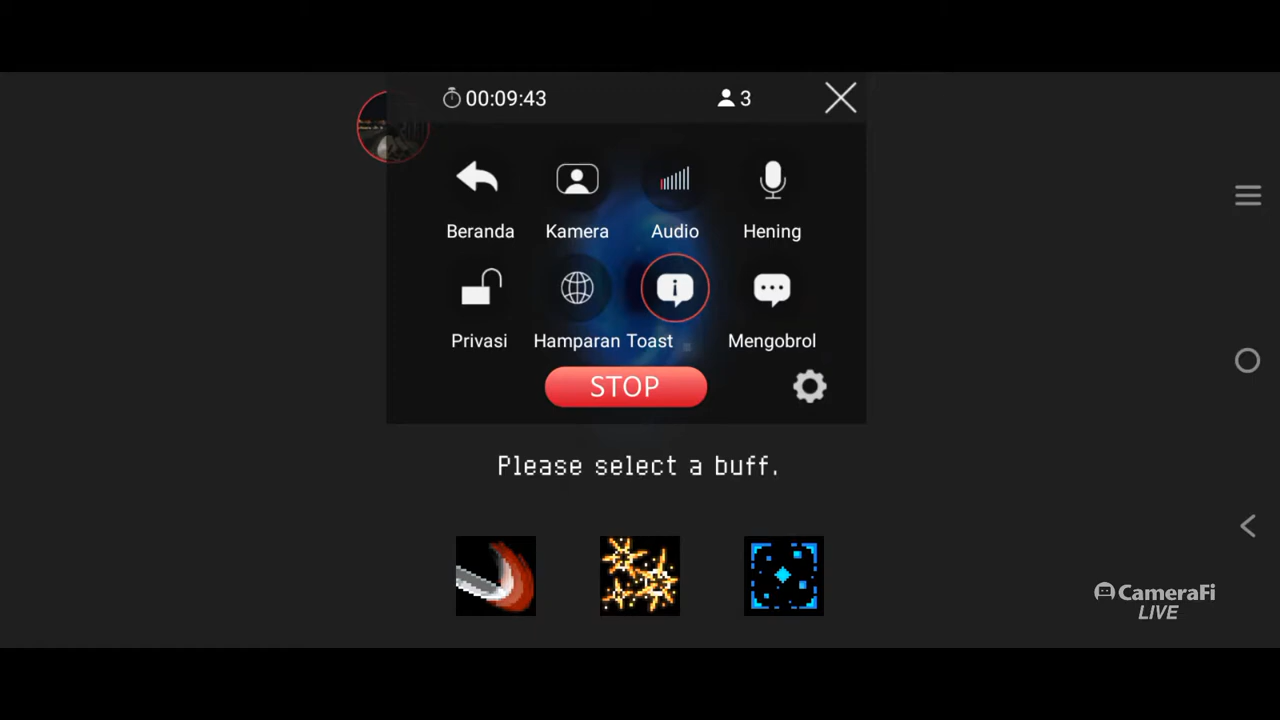 00:09:43 3
Beranda Kamera Audio Hening
Privasi Hamparan Toast Mengobrol
STOP
Please select a buff.
CameraFi
LIVE